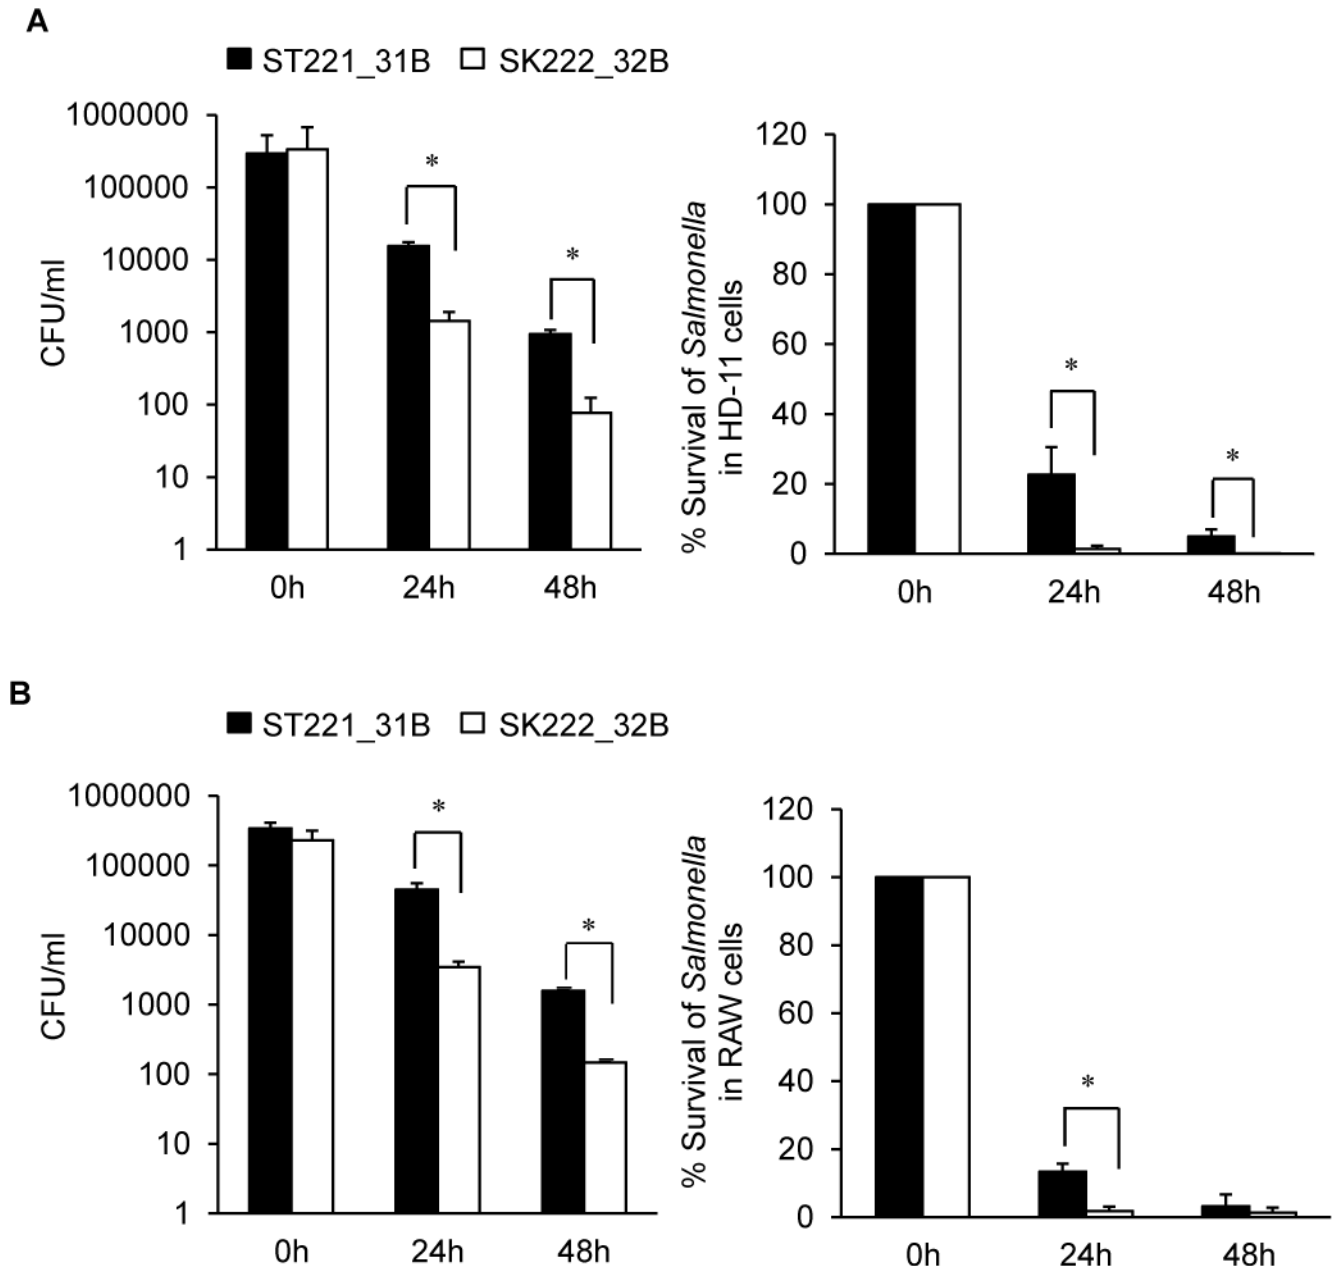 A
ST221_31B SK222_32B
1000000
100000
10000
1000
100
10
1
CFU/ml
0h 24h 48h
*
*
120
100
80
60
40
20
0
% Survival of Salmonella
in HD-11 cells
0h 24h 48h
*
*
B
ST221_31B SK222_32B
1000000
100000
10000
1000
100
10
1
CFU/ml
0h 24h 48h
*
*
120
100
80
60
40
20
0
% Survival of Salmonella
in RAW cells
0h 24h 48h
*